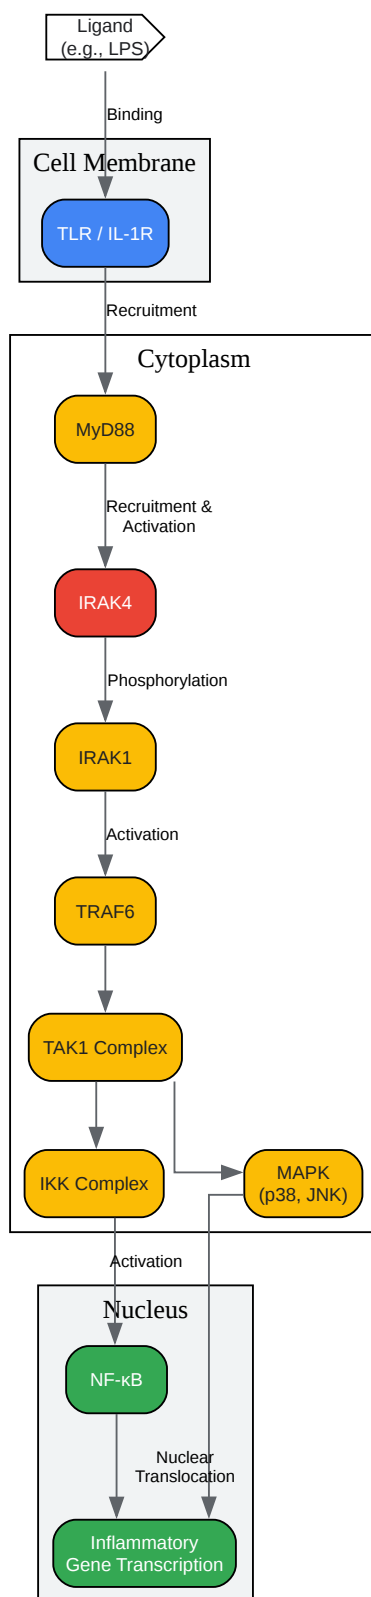 Ligand
(e.g., LPS)
Binding
Cell Membrane
TLR / IL-1R
Recruitment
Cytoplasm
MyD88
Recruitment &
Activation
IRAK4
Phosphorylation
IRAK1
Activation
TRAF6
TAK1 Complex
IKK Complex
MAPK
(p38, JNK)
Activation
Nucleus
NF-κB
Nuclear
Translocation
Inflammatory
Gene Transcription